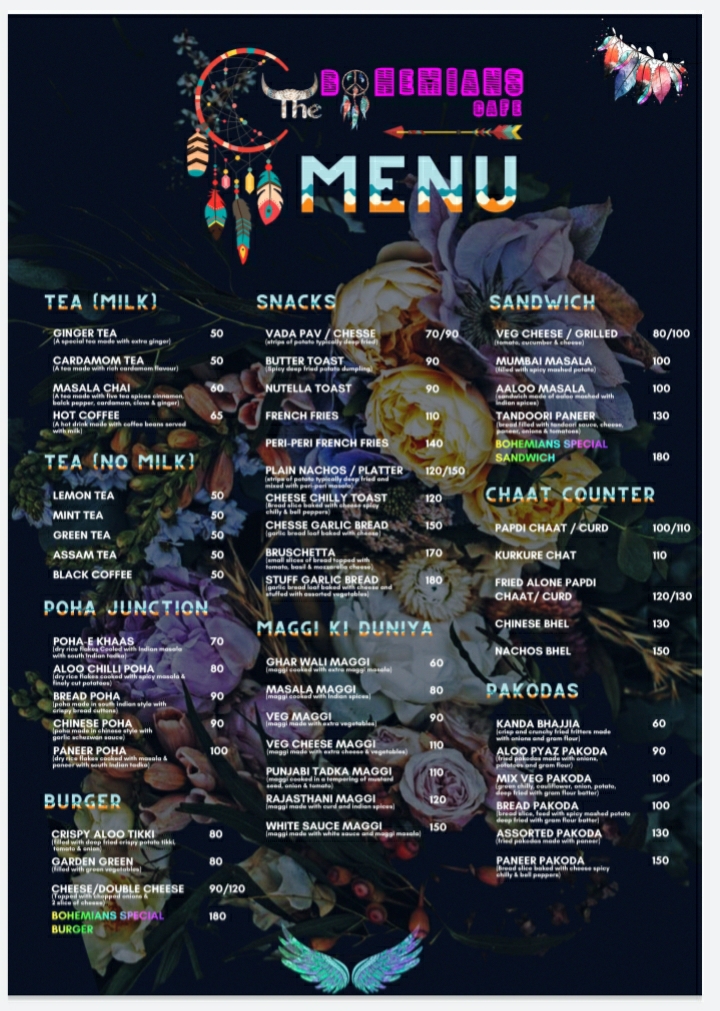 The BOHEMIANS
CAFE
MENU
TEA (MILK)
GINGER TEA 50
(A special tea made with extra ginger)
CARDAMOM TEA 50
(A tea made with rich cardamom flavour)
MASALA CHAI 60
(A tea made with five tea spices cinnamon,
balck pepper, cardamom, clove & ginger)
HOT COFFEE 65
(A hot drink made with coffee beans served
with milk)
TEA (NO MILK)
LEMON TEA 50
MINT TEA 50
GREEN TEA 50
ASSAM TEA 50
BLACK COFFEE 50
POHA JUNCTION
POHA-E KHAAS 70
(dry rice flakes Cooked with Indian masala
with south Indian tadka)
ALOO CHILLI POHA 80
(dry rice flakes cooked with spicy masala &
finely cut potatoes)
BREAD POHA 90
(poha made in south indian style with
crispy bread cuttons)
CHINESE POHA 90
(poha made in chinese style with
garlic schezwan sauce)
PANEER POHA 100
(dry rice flakes cooked with masala &
paneer with south indian tadka)
BURGER
CRISPY ALOO TIKKI 80
(filled with deep fried crispy potato tikki,
tomato & onion)
GARDEN GREEN 80
(filled with green vegetables)
CHEESE/DOUBLE CHEESE 90/120
(Topped with chopped onions &
2 slice of cheese)
BOHEMIANS SPECIAL 180
BURGER
SNACKS
VADA PAV / CHESSE 70/90
(strips of potato typically deep fried)
BUTTER TOAST 90
(Spicy deep fried potato dumpling)
NUTELLA TOAST 90
FRENCH FRIES 110
PERI-PERI FRENCH FRIES 140
PLAIN NACHOS / PLATTER 120/150
(strips of potato typically deep fried and
mixed with peri-peri masala)
CHEESE CHILLY TOAST 120
(Bread slice baked with cheese spicy
chilly & bell peppers)
CHESSE GARLIC BREAD 150
(garlic bread loaf baked with cheese)
BRUSCHETTA 170
(small slices of bread topped with
tomato, basil & mozzarella cheese)
STUFF GARLIC BREAD 180
(garlic bread loaf baked with cheese and
stuffed with assorted vegetables)
MAGGI KI DUNIYA
GHAR WALI MAGGI 60
(maggi cooked with extra maggi masala)
MASALA MAGGI 80
(maggi cooked with indian spices)
VEG MAGGI 90
(maggi made with extra vegetables)
VEG CHEESE MAGGI 110
(maggi made with extra cheese & vegetables)
PUNJABI TADKA MAGGI 110
(maggi cooked in a tempering of mustard
seed, onion & tomato)
RAJASTHANI MAGGI 120
(maggi made with curd and indian spices)
WHITE SAUCE MAGGI 150
(maggi made with white sauce and maggi masala)
SANDWICH
VEG CHEESE / GRILLED 80/100
(tomato, cucumber & cheese)
MUMBAI MASALA 100
(filled with spicy mashed potato)
AALOO MASALA 100
(sandwich made of aaloo mashed with
indian spices)
TANDOORI PANEER 130
(bread filled with tandoori sauce, cheese,
paneer, onions & tomatoes)
BOHEMIANS SPECIAL
SANDWICH 180
CHAAT COUNTER
PAPDI CHAAT / CURD 100/110
KURKURE CHAT 110
FRIED ALONE PAPDI
CHAAT/ CURD 120/130
CHINESE BHEL 130
NACHOS BHEL 150
PAKODAS
KANDA BHAJJIA 60
(crisp and crunchy fried fritters made
with onions and gram flour)
ALOO PYAZ PAKODA 90
(fried pakodas made with onions,
potatoes and gram flour)
MIX VEG PAKODA 100
(green chilly, cauliflower, onion, potato,
deep fried with gram flour batter)
BREAD PAKODA 100
(bread slice, feed with spicy mashed potato
deep fried with gram flour batter)
ASSORTED PAKODA 130
(fried pakodas made with paneer)
PANEER PAKODA 150
(Bread slice baked with cheese spicy
chilly & bell peppers)